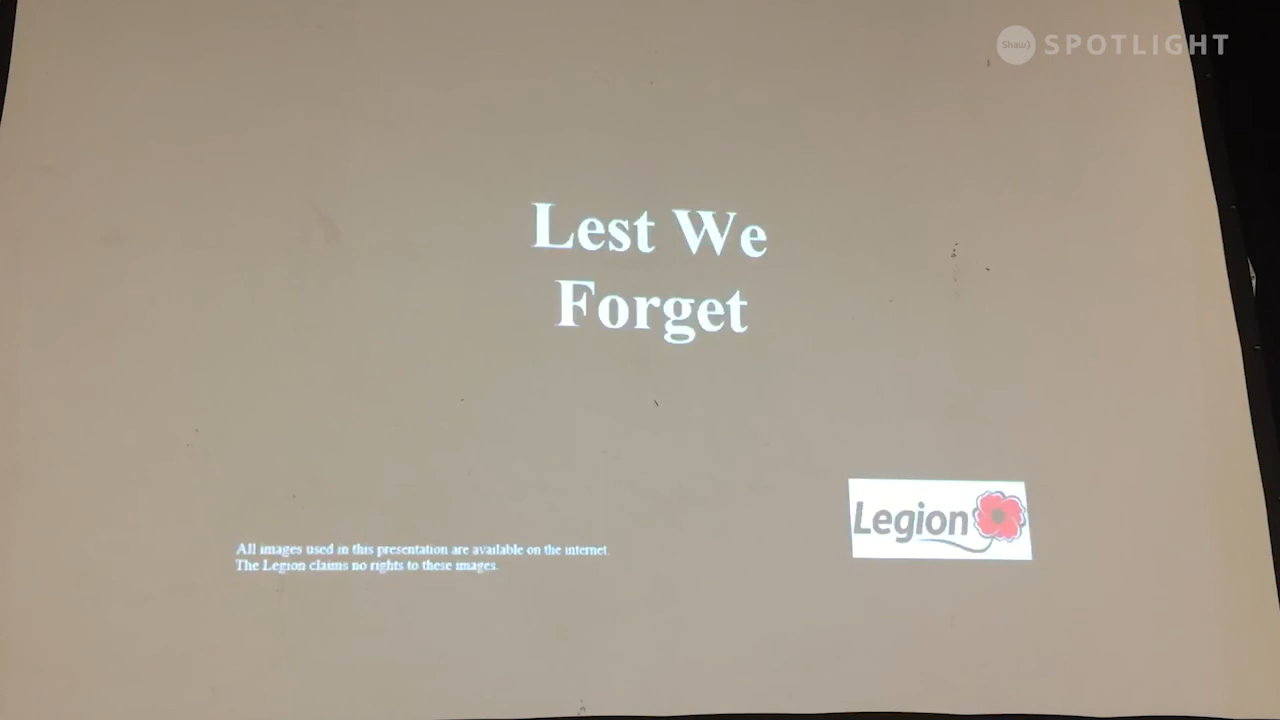 Shaw) SPOTLIGHT
Lest We
Forget
Legion
All images used in this presentation are available on the internet.
The Legion claims no rights to these images.